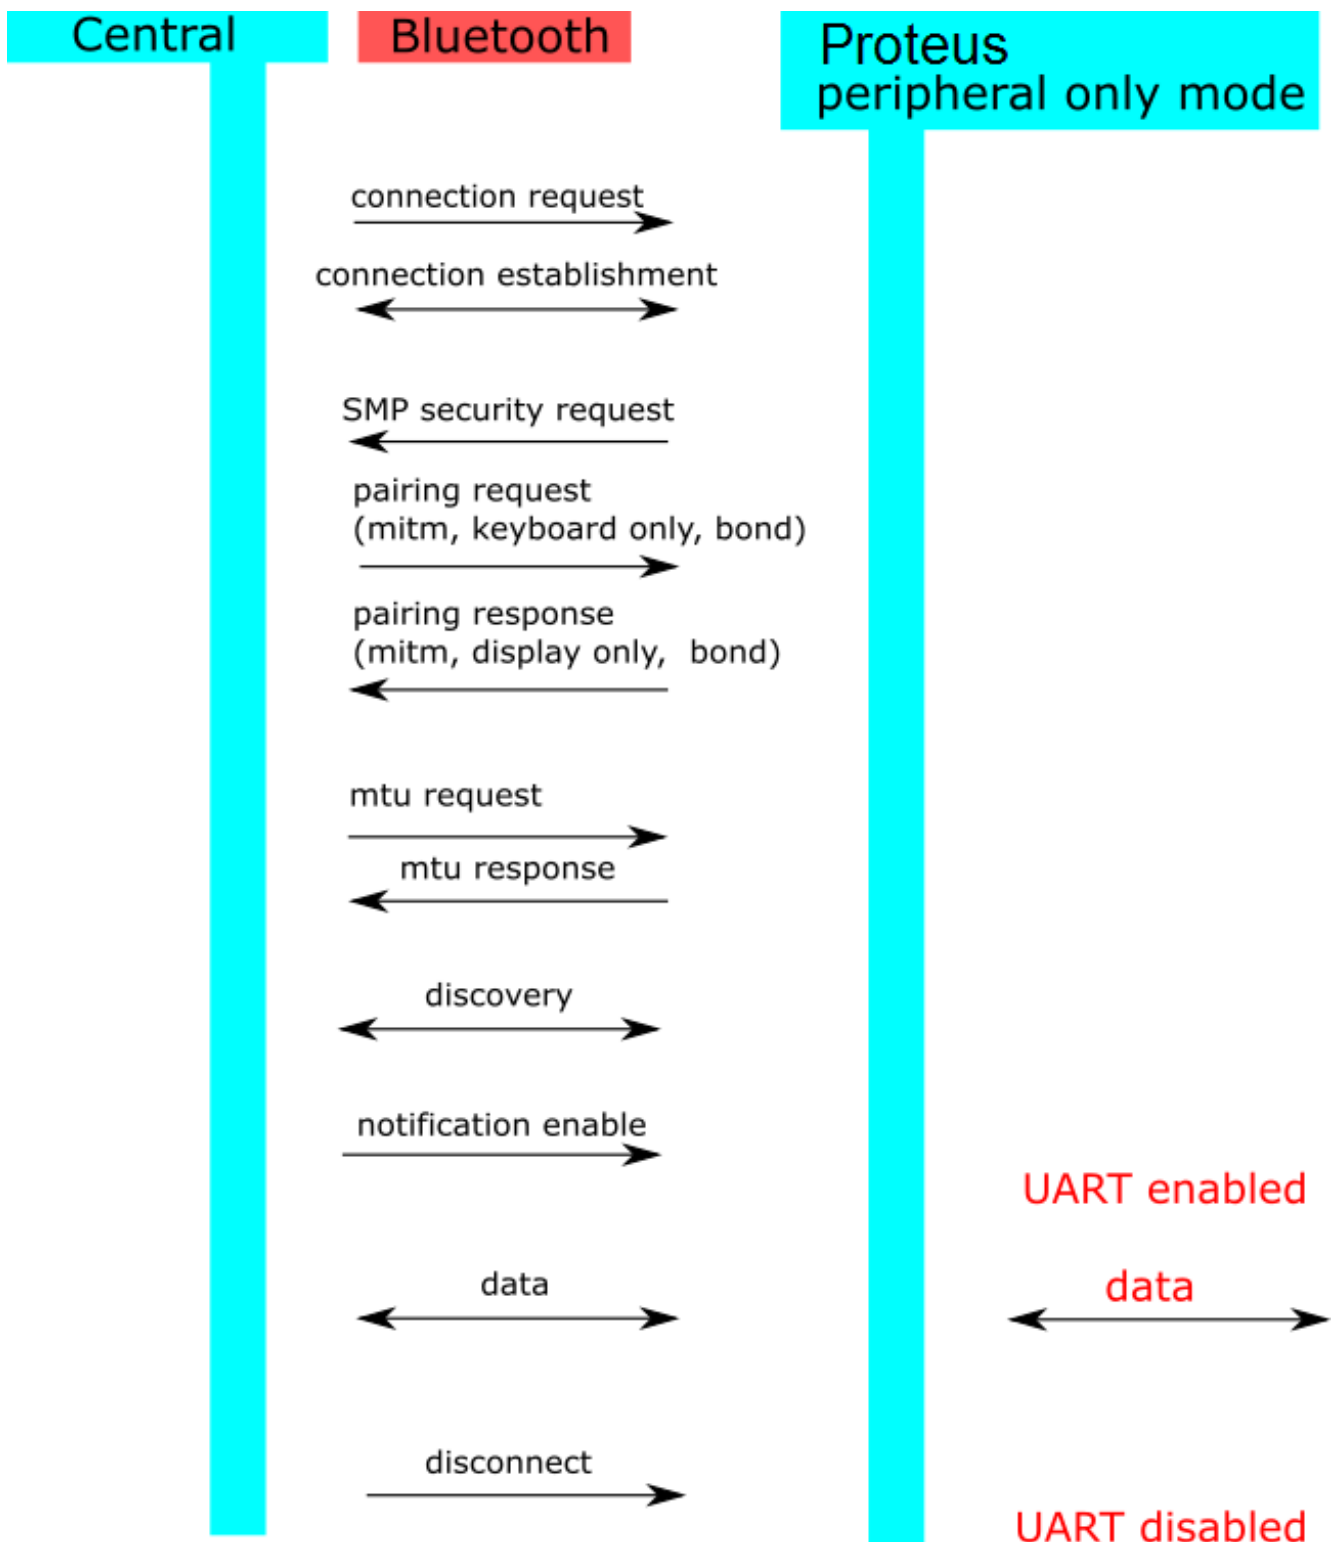 Central
Bluetooth
Proteus
peripheral only mode
connection request
connection establishment
SMP security request
pairing request
(mitm, keyboard only, bond)
pairing response
(mitm, display only,  bond)
mtu request
mtu response
discovery
notification enable
UART enabled
data
data
disconnect
UART disabled